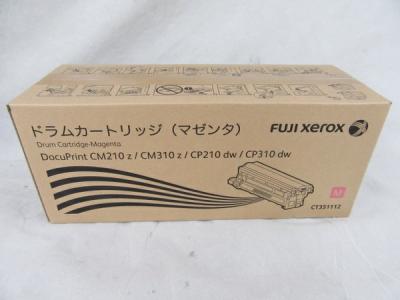 ドラムカートリッジ（マゼンタ）
Drum Cartridge-Magenta
DocuPrint CM210 z / CM310 z / CP210 dw / CP310 dw
FUJI xerox
M
CT351112